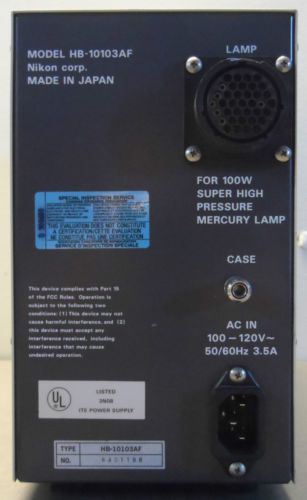 MODEL HB-10103AF
Nikon corp.
MADE IN JAPAN
LAMP
FOR 100W
SUPER HIGH
PRESSURE
MERCURY LAMP
SPECIAL INSPECTION SERVICE
THIS EVALUATION DOES NOT CONSTITUTE
A CERTIFICATION/CETTE EVALUATION
NE CONSTITUE PAS UNE CERTIFICATION
SERVICE D'INSPECTION SPECIALE
CASE
This device complies with Part 15
of the FCC Rules. Operation is
subject to the following two
conditions: (1) This device may not
cause harmful interference, and (2)
this device must accept any
interference received, including
interference that may cause
undesired operation.
AC IN
100-120V~
50/60Hz 3.5A
UL
LISTED
ITE POWER SUPPLY
TYPE HB-10103AF
NO.